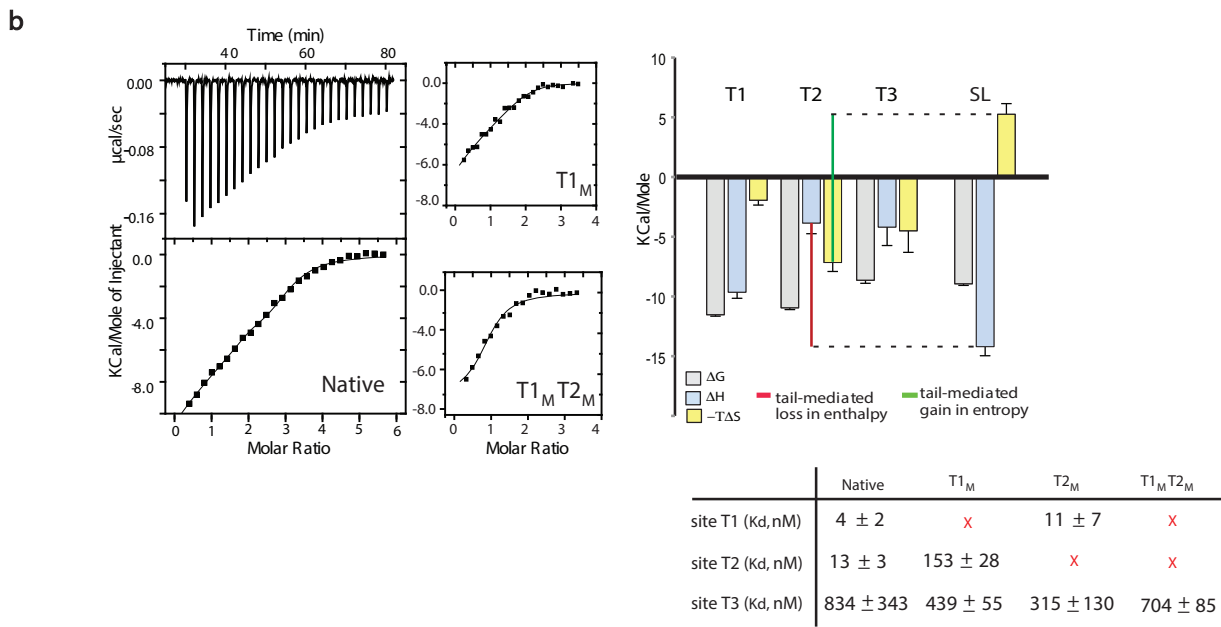 b
Time (min)
40 60 80
0.00
-0.08
-0.16
µcal/sec
0.0
-4.0
-8.0
KCal/Mole of Injectant
Native
0 1 2 3 4 5 6
Molar Ratio
0.0
-2.0
-4.0
-6.0
-8.0
T1M
0 1 2 3 4
0.0
-4.0
-6.0
-8.0
T1MT2M
0 1 2 3 4
Molar Ratio
10
5
0
-5
-10
-15
KCal/Mole
T1 T2 T3 SL
ΔG
ΔH
−TΔS
tail-mediated
loss in enthalpy
tail-mediated
gain in entropy
Native T1M T2M T1MT2M
site T1 (Kd, nM) 4 ± 2 x 11 ± 7 x
site T2 (Kd, nM) 13 ± 3 153 ± 28 x x
site T3 (Kd, nM) 834 ± 343 439 ± 55 315 ± 130 704 ± 85